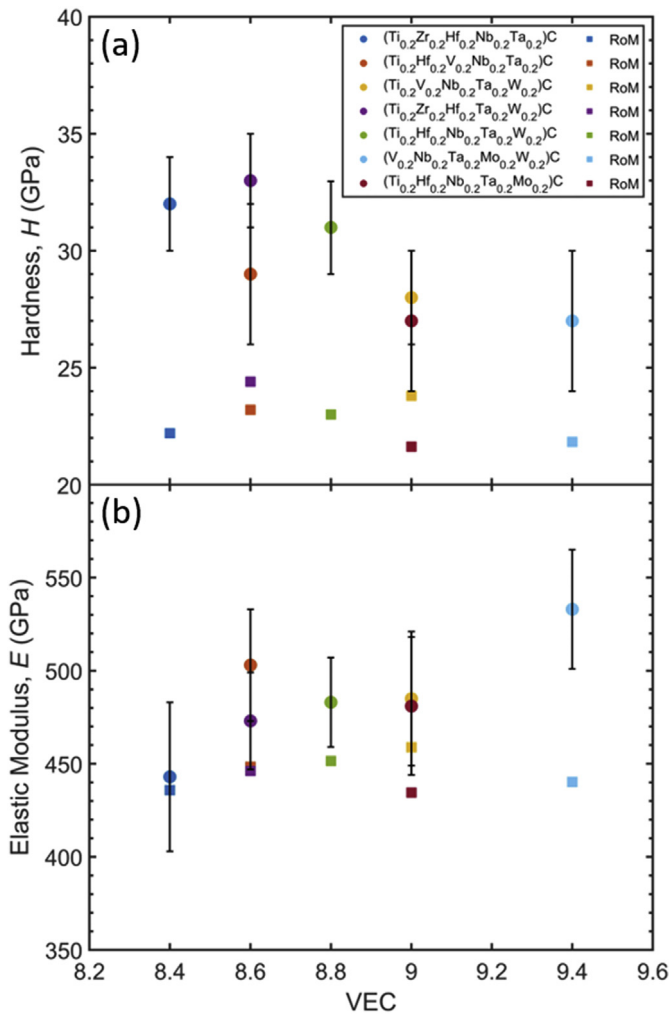 (a)
40
35
30
25
20
Hardness, H (GPa)
(Ti0.2Zr0.2Hf0.2Nb0.2Ta0.2)C RoM
(Ti0.2Hf0.2V0.2Nb0.2Ta0.2)C RoM
(Ti0.2V0.2Nb0.2Ta0.2W0.2)C RoM
(Ti0.2Zr0.2Hf0.2Ta0.2W0.2)C RoM
(Ti0.2Hf0.2Nb0.2Ta0.2W0.2)C RoM
(V0.2Nb0.2Ta0.2Mo0.2W0.2)C RoM
(Ti0.2Hf0.2Nb0.2Ta0.2Mo0.2)C RoM
(b)
550
500
450
400
350
Elastic Modulus, E (GPa)
8.2 8.4 8.6 8.8 9 9.2 9.4 9.6
VEC